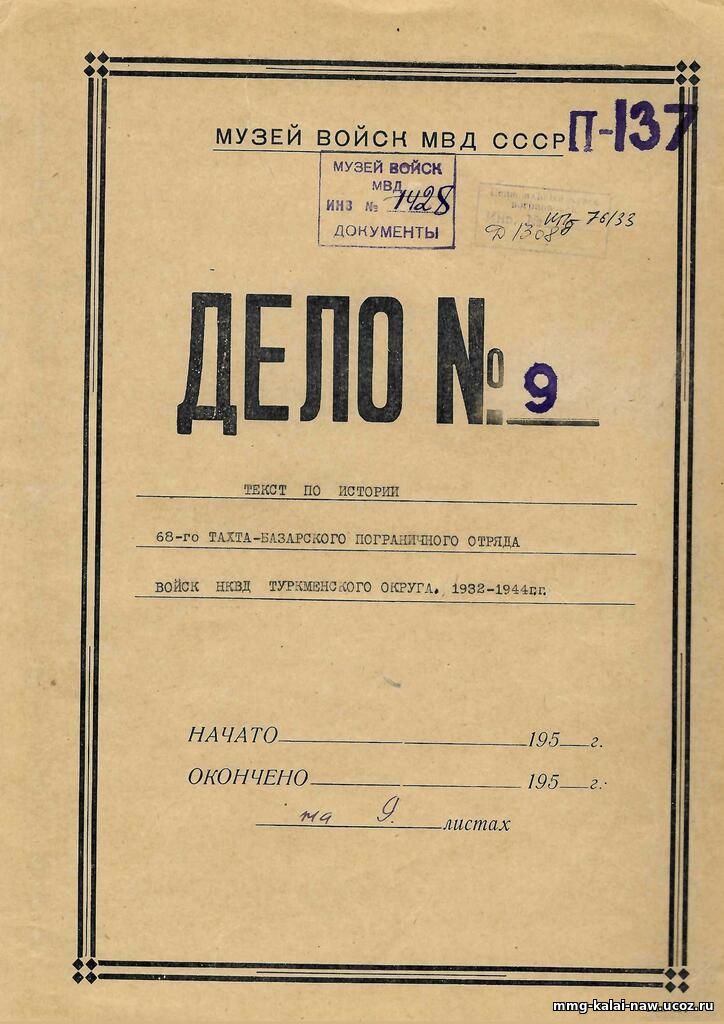 МУЗЕЙ ВОЙСК МВД СССР
П-137
МУЗЕЙ ВОЙСК
МВД
ИНВ № 1428
ДОКУМЕНТЫ
76/33
Д 1308
ДЕЛО № 9
ТЕКСТ ПО ИСТОРИИ
68-го ТАХТА-БАЗАРСКОГО ПОГРАНИЧНОГО ОТРЯДА
ВОЙСК НКВД ТУРКМЕНСКОГО ОКРУГА. 1932-1944г.г.
НАЧАТО 195 г.
ОКОНЧЕНО 195 г.
на 9. листах
mmg-kalai-naw.ucoz.ru